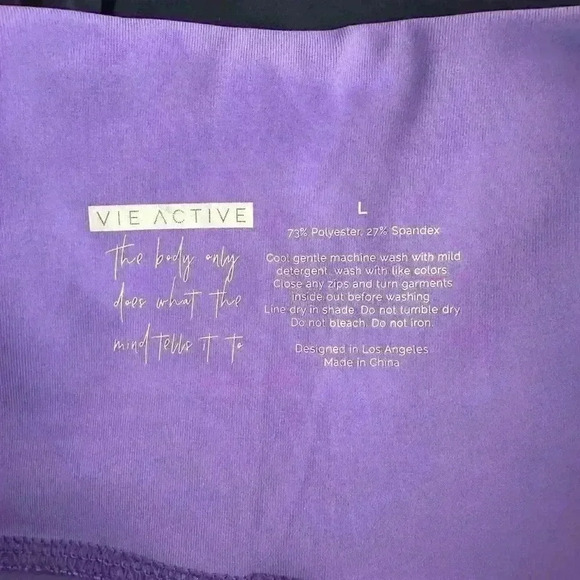 VIE ACTIVE
the body only
does what the
mind tells it to
L
73% Polyester, 27% Spandex
Cool gentle machine wash with mild
detergent, wash with like colors
Close any zips and turn garments
inside out before washing
Line dry in shade. Do not tumble dry
Do not bleach. Do not iron.
Designed in Los Angeles
Made in China